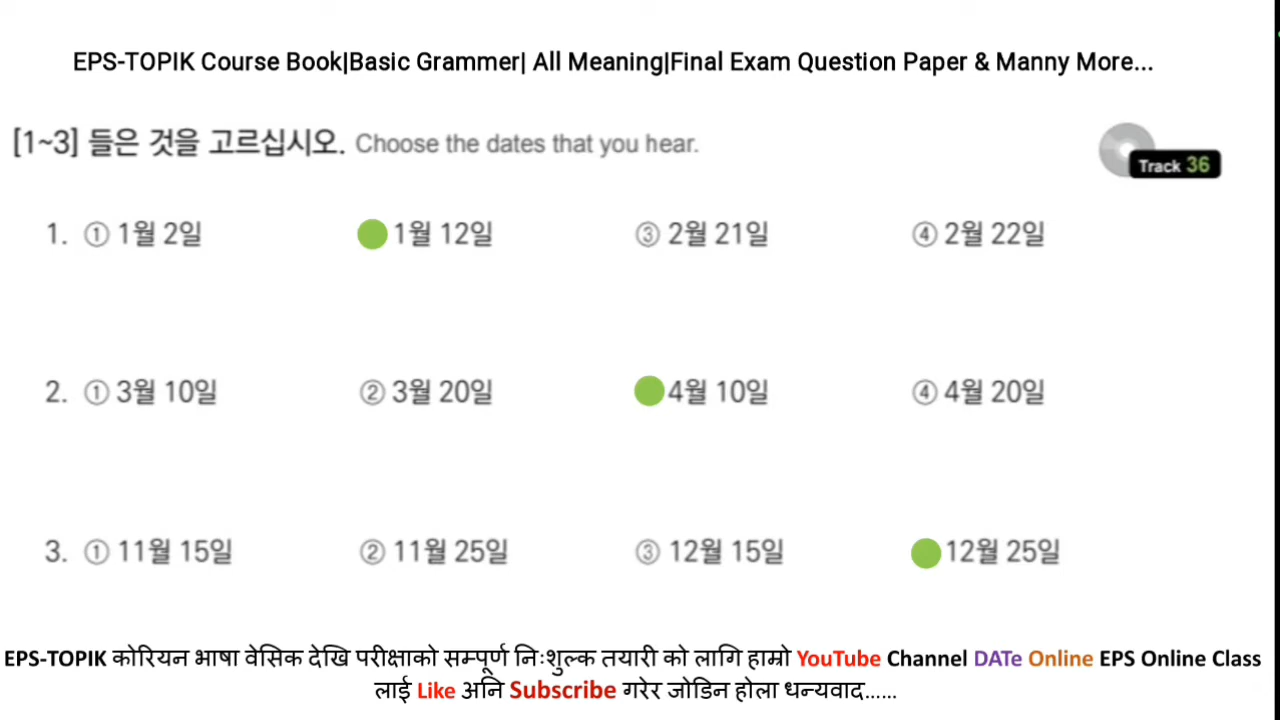 EPS-TOPIK Course Book|Basic Grammer| All Meaning|Final Exam Question Paper & Manny More...
[1~3] 들은 것을 고르십시오. Choose the dates that you hear.
Track 36
1. ① 1월 2일 1월 12일 ③ 2월 21일 ④ 2월 22일
2. ① 3월 10일 ② 3월 20일 4월 10일 ④ 4월 20일
3. ① 11월 15일 ② 11월 25일 ③ 12월 15일 12월 25일
EPS-TOPIK कोरियन भाषा वेसिक देखि परीक्षाको सम्पूर्ण निःशुल्क तयारी को लागि हाम्रो YouTube Channel DATe Online EPS Online Class
लाई Like अनि Subscribe गरेर जोडिन होला धन्यवाद......